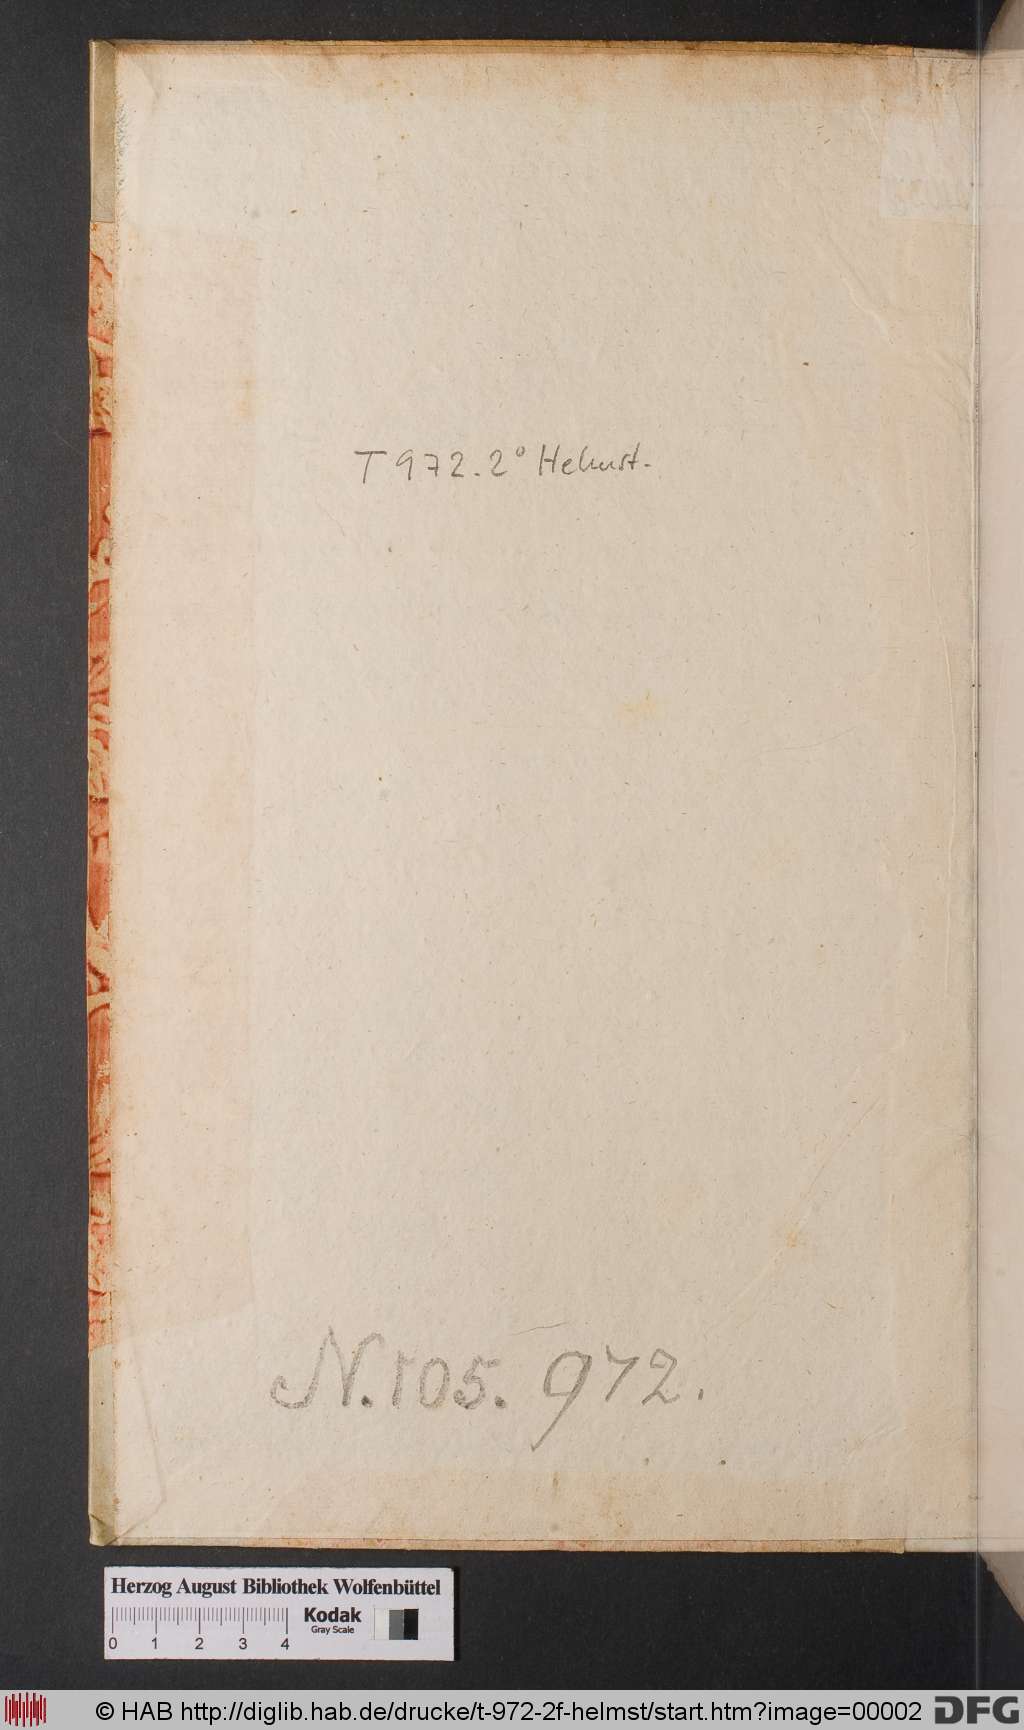 T 972. 2° Helmst.
N. 105. 972.
Herzog August Bibliothek Wolfenbüttel
0 1 2 3 4
Kodak
Gray Scale
© HAB http://diglib.hab.de/drucke/t-972-2f-helmst/start.htm?image=00002
DFG